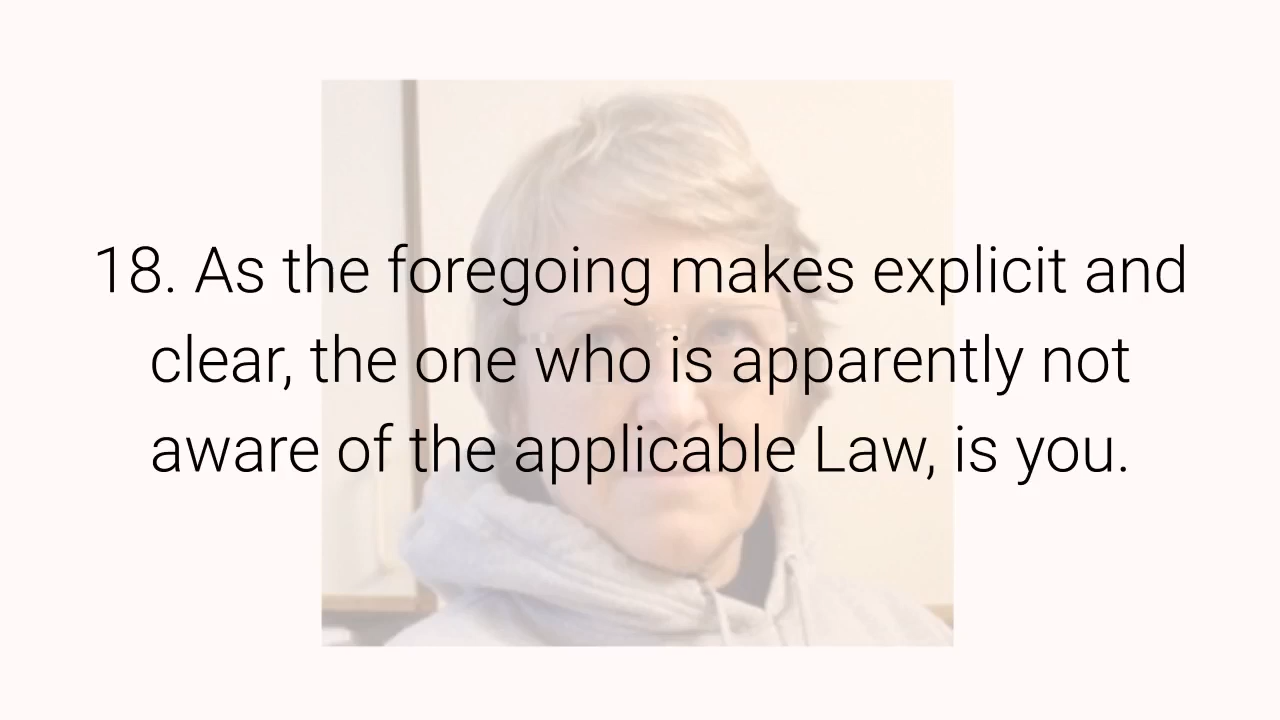 18. As the foregoing makes explicit and
clear, the one who is apparently not
aware of the applicable Law, is you.